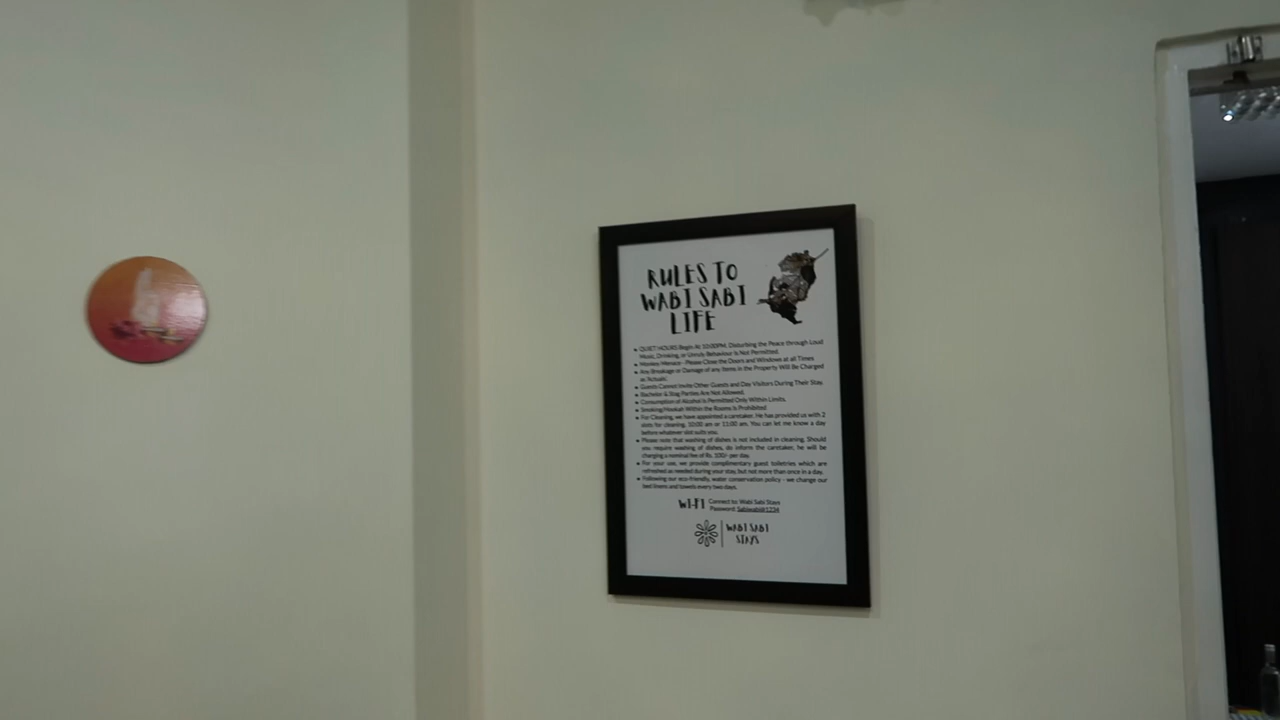 RULES TO
WABI SABI
LIFE
QUIET HOURS Begin At 10:00PM. Disturbing the Peace through Loud
Music, Drinking, or Unruly Behaviour Is Not Permitted.
Monkey Menace - Please Close the Doors and Windows at all Times
Any Breakage or Damage of any Items in the Property Will Be Charged
as 'Actuals'.
Guests Cannot Invite Other Guests and Day Visitors During Their Stay.
Bachelor & Stag Parties Are Not Allowed.
Consumption of Alcohol Is Permitted Only Within Limits.
Smoking/Hookah Within the Rooms Is Prohibited
For Cleaning, we have appointed a caretaker. He has provided us with 2
slots for cleaning, 10:00 am or 11:00 am. You can let me know a day
before whatever slot suits you.
Please note that washing of dishes is not included in cleaning. Should
you require washing of dishes, do inform the caretaker, he will be
charging a nominal fee of Rs. 100/- per day.
For your use, we provide complimentary guest toiletries which are
refreshed as needed during your stay, but not more than once in a day.
Following our eco-friendly, water conservation policy - we change our
bed linens and towels every two days.
WI-FI Connect to: Wabi Sabi Stays
Password: Sabiwabi@1234
WABI SABI
STAYS